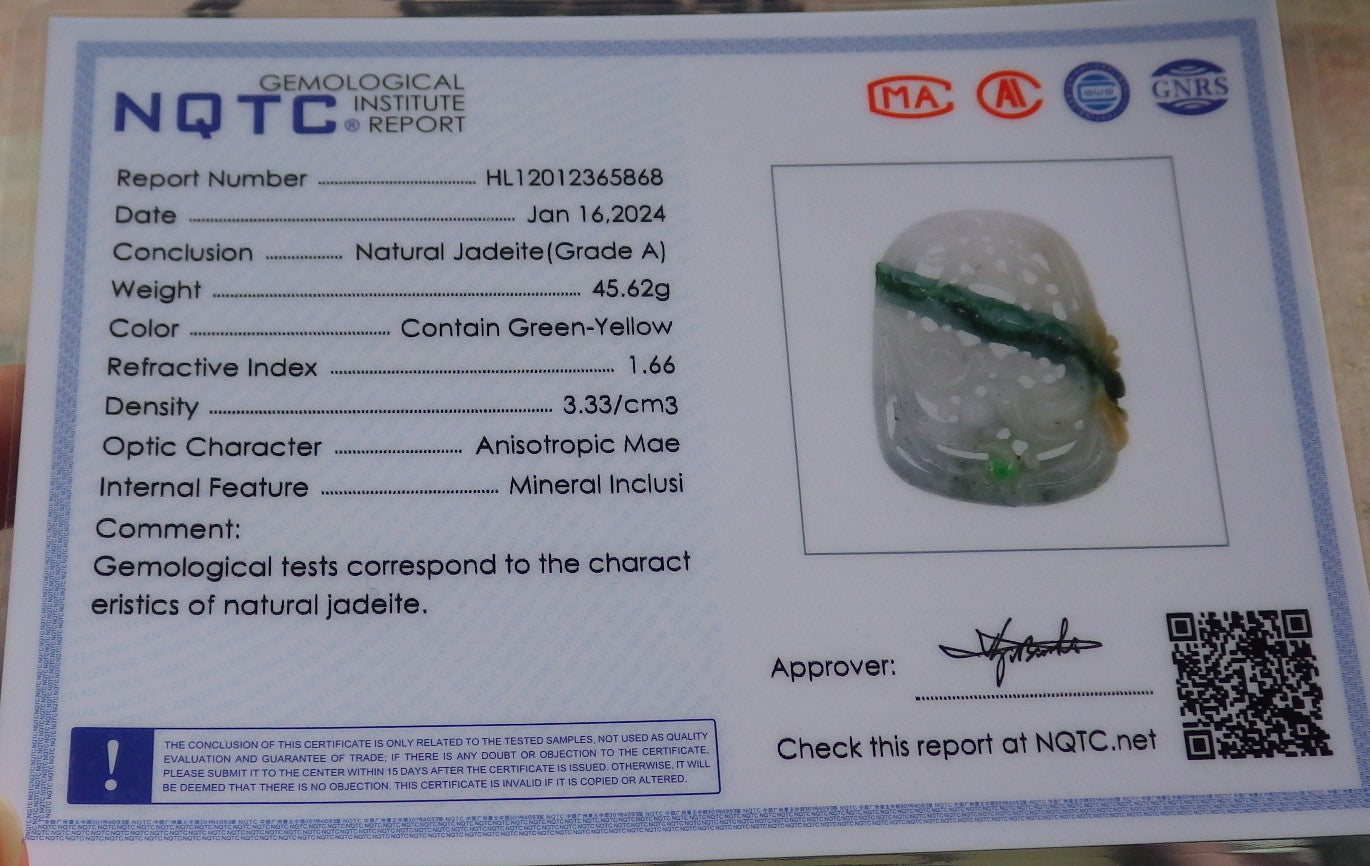 GEMOLOGICAL
INSTITUTE
NQTC® REPORT
MA
GNRS
Report Number HL12012365868
Date Jan 16,2024
Conclusion Natural Jadeite(Grade A)
Weight 45.62g
Color Contain Green-Yellow
Refractive Index 1.66
Density 3.33/cm3
Optic Character Anisotropic Mae
Internal Feature Mineral Inclusi
Comment:
Gemological tests correspond to the charact
eristics of natural jadeite.
Approver:
Check this report at NQTC.net
!
THE CONCLUSION OF THIS CERTIFICATE IS ONLY RELATED TO THE TESTED SAMPLES, NOT USED AS QUALITY
EVALUATION AND GUARANTEE OF TRADE; IF THERE IS ANY DOUBT OR OBJECTION TO THE CERTIFICATE,
PLEASE SUBMIT IT TO THE CENTER WITHIN 15 DAYS AFTER THE CERTIFICATE IS ISSUED. OTHERWISE, IT WILL
BE DEEMED THAT THERE IS NO OBJECTION. THIS CERTIFICATE IS INVALID IF IT IS COPIED OR ALTERED.